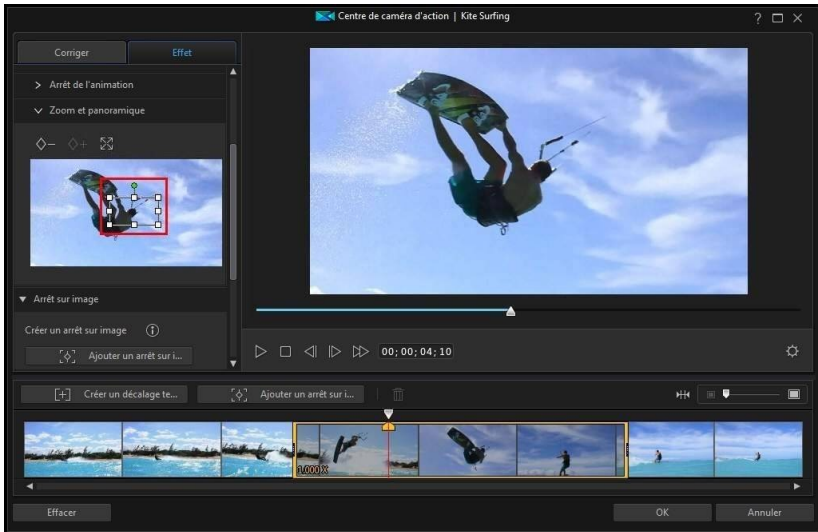 Centre de caméra d'action | Kite Surfing
Corriger
Effet
Arrêt de l'animation
Zoom et panoramique
Arrêt sur image
Créer un arrêt sur image
Ajouter un arrêt sur i...
00; 00; 04; 10
Créer un décalage te...
Ajouter un arrêt sur i...
1.000 X
Effacer
OK
Annuler